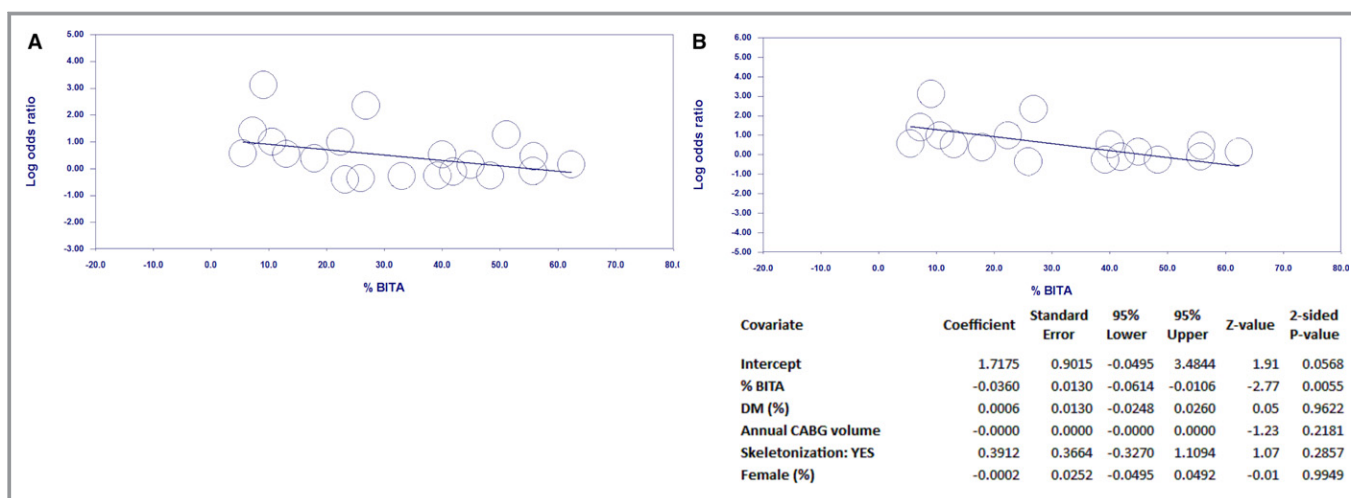 A
5.00
4.00
3.00
2.00
1.00
0.00
-1.00
-2.00
-3.00
Log odds ratio
-20.0 -10.0 0.0 10.0 20.0 30.0 40.0 50.0 60.0 70.0 80.(
% BITA
B
6.00
5.00
4.00
3.00
2.00
1.00
0.00
-1.00
-2.00
-3.00
-4.00
-5.00
Log odds ratio
-20.0 -10.0 0.0 10.0 20.0 30.0 40.0 50.0 60.0 70.0 80.0
% BITA
Covariate Coefficient Standard Error 95% Lower 95% Upper Z-value 2-sided P-value
Intercept 1.7175 0.9015 -0.0495 3.4844 1.91 0.0568
% BITA -0.0360 0.0130 -0.0614 -0.0106 -2.77 0.0055
DM (%) 0.0006 0.0130 -0.0248 0.0260 0.05 0.9622
Annual CABG volume -0.0000 0.0000 -0.0000 0.0000 -1.23 0.2181
Skeletonization: YES 0.3912 0.3664 -0.3270 1.1094 1.07 0.2857
Female (%) -0.0002 0.0252 -0.0495 0.0492 -0.01 0.9949